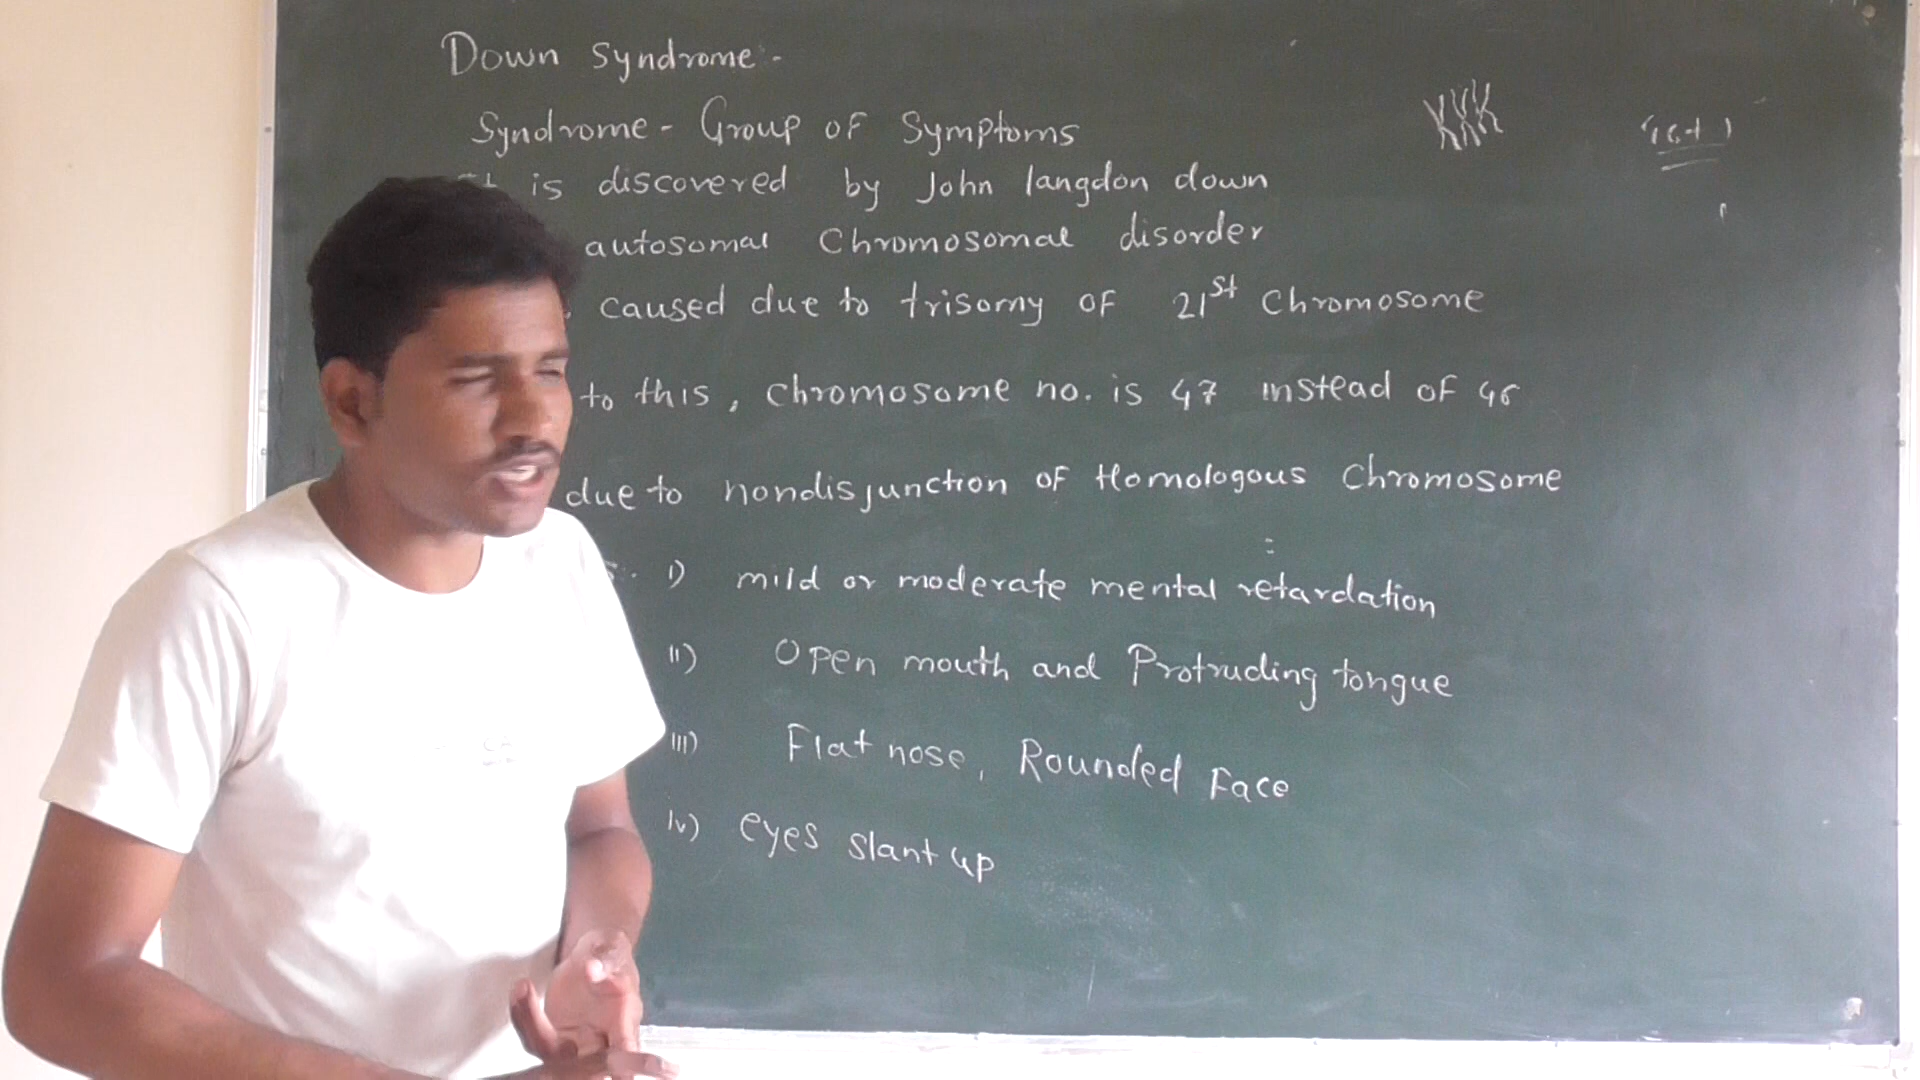 Down Syndrome -
Syndrome - Group of Symptoms
is discovered by John langdon down
autosomal Chromosomal disorder
caused due to trisomy of 21st Chromosome
to this, chromosome no. is 47 instead of 46
due to nondisjunction of Homologous Chromosome
i) mild or moderate mental retardation
ii) Open mouth and Protruding tongue
iii) Flat nose, Rounded Face
iv) eyes slant up